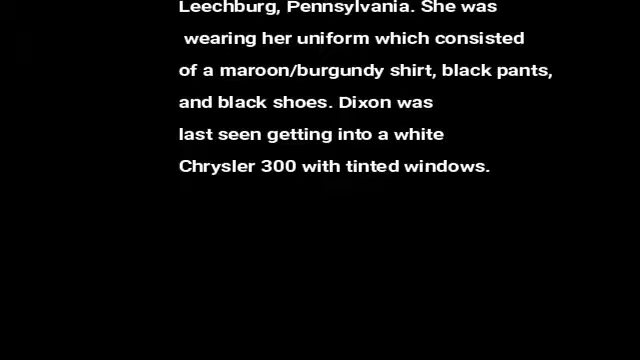 Leechburg, Pennsylvania. She was
wearing her uniform which consisted
of a maroon/burgundy shirt, black pants,
and black shoes. Dixon was
last seen getting into a white
Chrysler 300 with tinted windows.